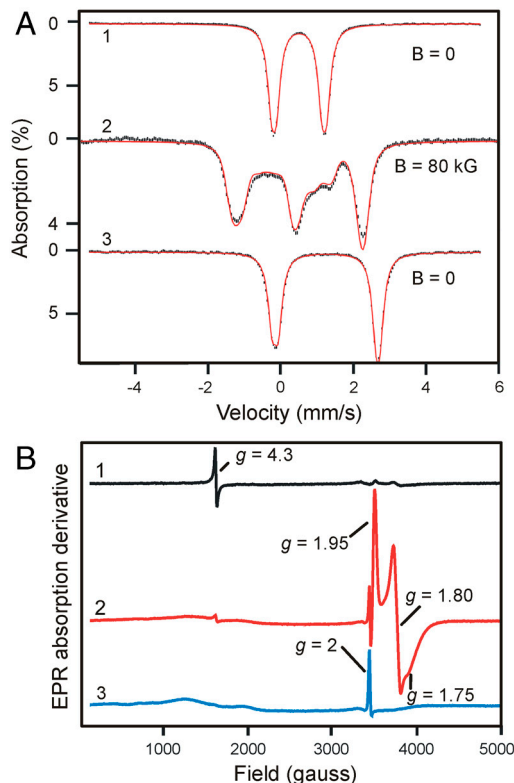 A
0
1
B = 0
5
0
2
B = 80 kG
4
0
3
B = 0
5
Absorption (%)
-4 -2 0 2 4 6
Velocity (mm/s)
B
1
g = 4.3
g = 1.95
2
g = 1.80
g = 2
g = 1.75
3
EPR absorption derivative
1000 2000 3000 4000 5000
Field (gauss)